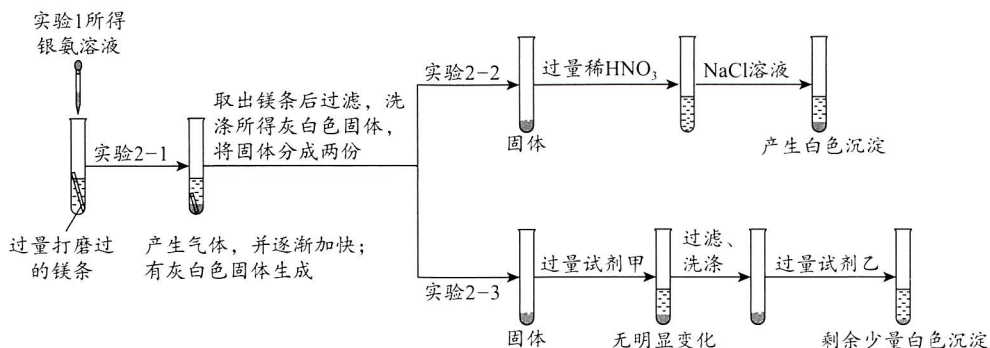 实验1所得
银氨溶液
实验2-1
过量打磨过
的镁条
产生气体，并逐渐加快；
有灰白色固体生成
取出镁条后过滤，洗
涤所得灰白色固体，
将固体分成两份
实验2-2
固体
过量稀HNO₃
NaCl溶液
产生白色沉淀
实验2-3
固体
过量试剂甲
无明显变化
过滤、
洗涤
过量试剂乙
剩余少量白色沉淀